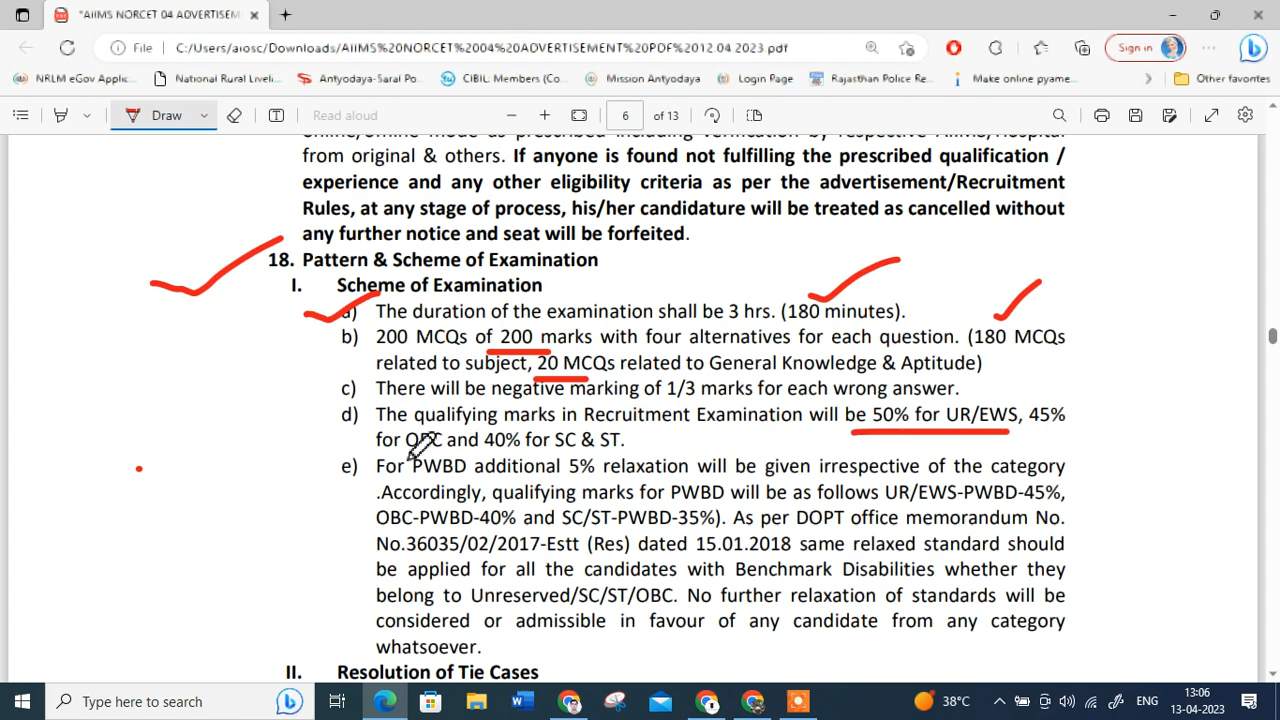 *AIIMS NORCET 04 ADVERTISEM
File C:/Users/aiosc/Downloads/AIIMS%20NORCET%2004%20ADVERTISEMENT%20PDF%2012.04 2023 pdf
Sign in
NRLM eGov Applic... National Rural Liveli... Antyodaya-Saral Po... CIBIL: Members (Co... Mission Antyodaya Login Page Rajasthan Police Re... Make online pyame... Other favorites
Draw Read aloud 6 of 13
from original & others. If anyone is found not fulfilling the prescribed qualification /
experience and any other eligibility criteria as per the advertisement/Recruitment
Rules, at any stage of process, his/her candidature will be treated as cancelled without
any further notice and seat will be forfeited.
18. Pattern & Scheme of Examination
I. Scheme of Examination
a) The duration of the examination shall be 3 hrs. (180 minutes).
b) 200 MCQs of 200 marks with four alternatives for each question. (180 MCQs
related to subject, 20 MCQs related to General Knowledge & Aptitude)
c) There will be negative marking of 1/3 marks for each wrong answer.
d) The qualifying marks in Recruitment Examination will be 50% for UR/EWS, 45%
for OBC and 40% for SC & ST.
e) For PWBD additional 5% relaxation will be given irrespective of the category
.Accordingly, qualifying marks for PWBD will be as follows UR/EWS-PWBD-45%,
OBC-PWBD-40% and SC/ST-PWBD-35%). As per DOPT office memorandum No.
No.36035/02/2017-Estt (Res) dated 15.01.2018 same relaxed standard should
be applied for all the candidates with Benchmark Disabilities whether they
belong to Unreserved/SC/ST/OBC. No further relaxation of standards will be
considered or admissible in favour of any candidate from any category
whatsoever.
II. Resolution of Tie Cases
Type here to search 38°C ENG 13:06
13-04-2023